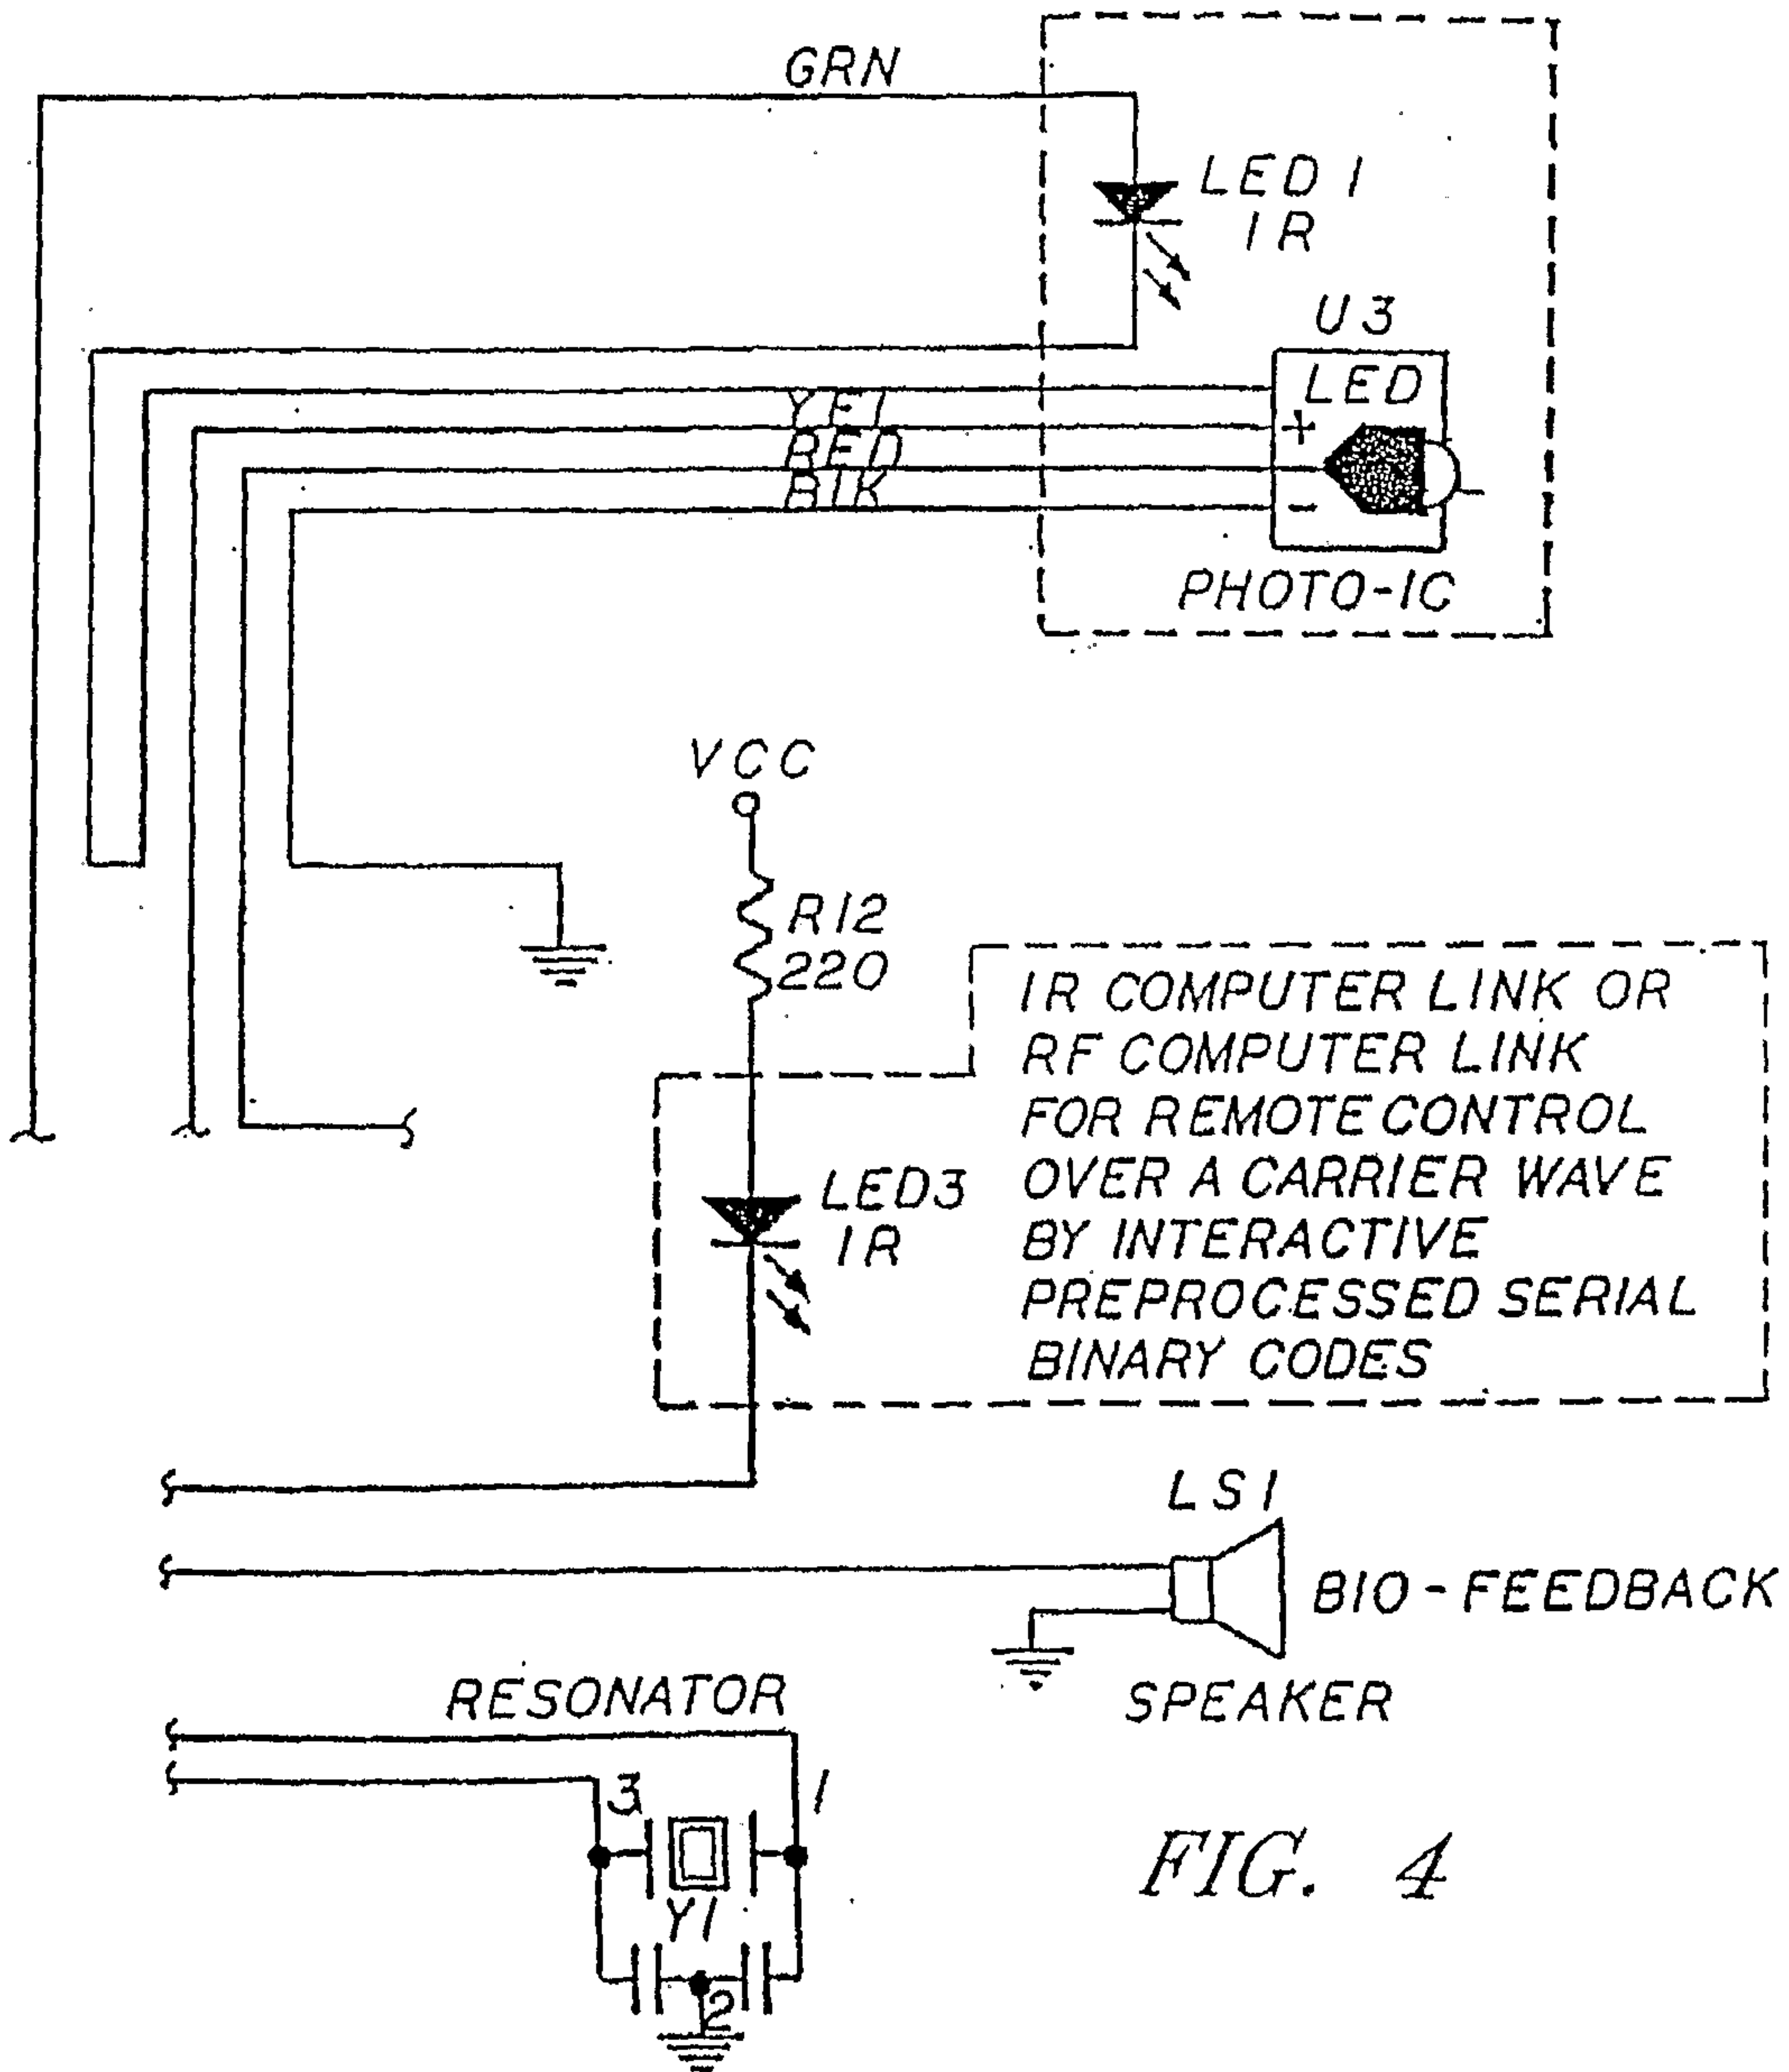 GRN
LED 1
IR
U3
LED
+
YEL
RED
BLK
-
PHOTO-IC
VCC
R12
220
IR COMPUTER LINK OR
RF COMPUTER LINK
FOR REMOTE CONTROL
OVER A CARRIER WAVE
BY INTERACTIVE
PREPROCESSED SERIAL
BINARY CODES
LED3
IR
LS1
BIO-FEEDBACK
SPEAKER
RESONATOR
3
1
Y1
2
FIG. 4